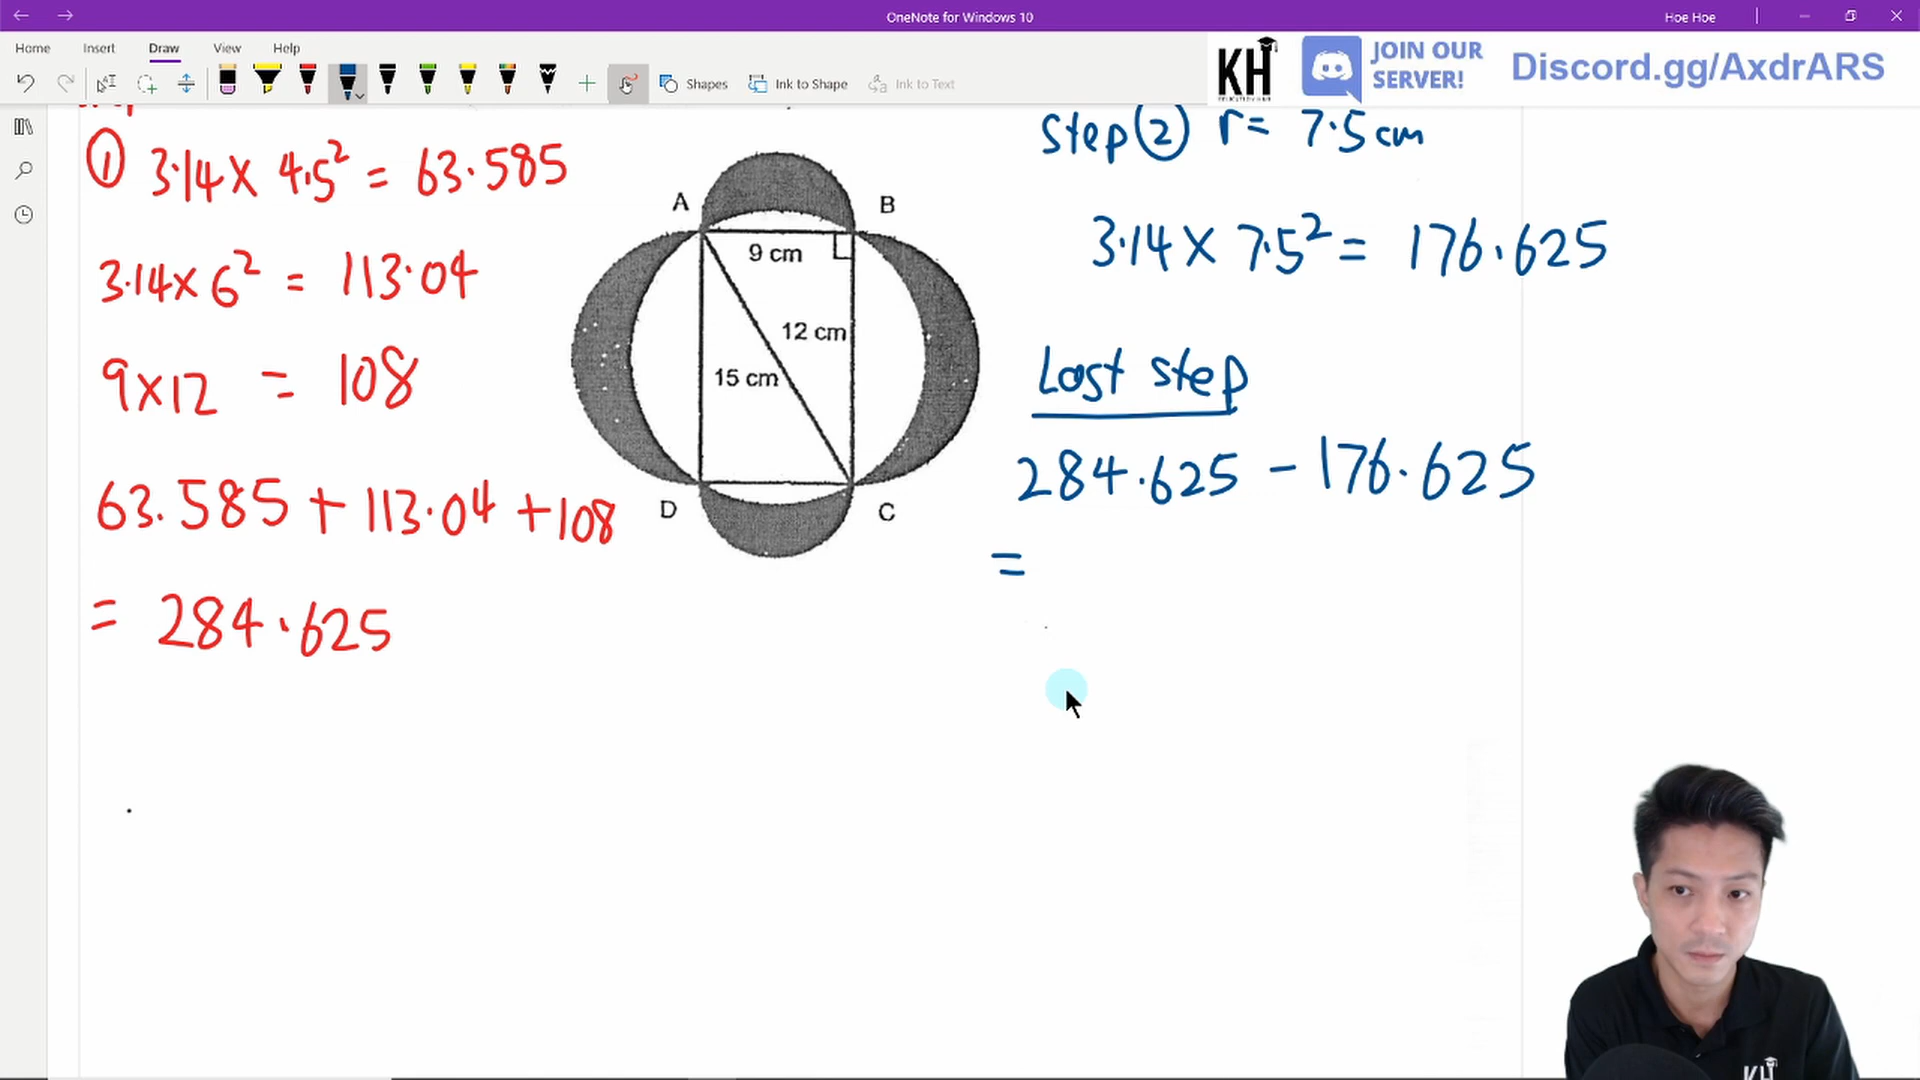 OneNote for Windows 10
Hoe Hoe
Home Insert Draw View Help
Shapes Ink to Shape Ink to Text
KH
JOIN OUR SERVER!
Discord.gg/AxdrARS
① 3.14 × 4.5² = 63.585
3.14 × 6² = 113.04
9 × 12 = 108
63.585 + 113.04 + 108
= 284.625
A
B
9 cm
12 cm
15 cm
D
C
Step ② r = 7.5 cm
3.14 × 7.5² = 176.625
Last step
284.625 - 176.625
=
KH